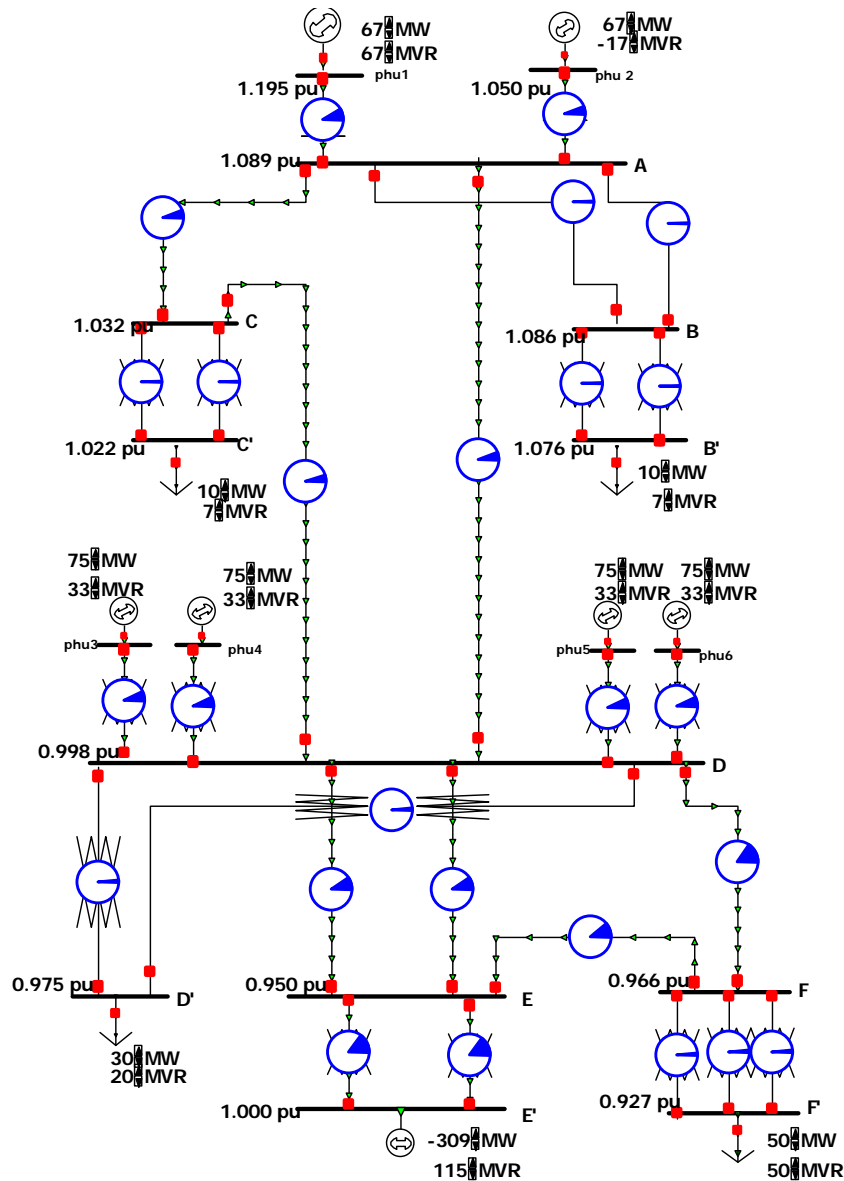 67 MW
67 MVR
phu1
1.195 pu
67 MW
-17 MVR
phu 2
1.050 pu
1.089 pu
A
1.032 pu
C
1.086 pu
B
1.022 pu
C'
1.076 pu
B'
10 MW
7 MVR
10 MW
7 MVR
75 MW
33 MVR
75 MW
33 MVR
75 MW
33 MVR
75 MW
33 MVR
phu3
phu4
phu5
phu6
0.998 pu
D
0.975 pu
D'
0.950 pu
E
0.966 pu
F
30 MW
20 MVR
1.000 pu
E'
0.927 pu
F'
-309 MW
115 MVR
50 MW
50 MVR